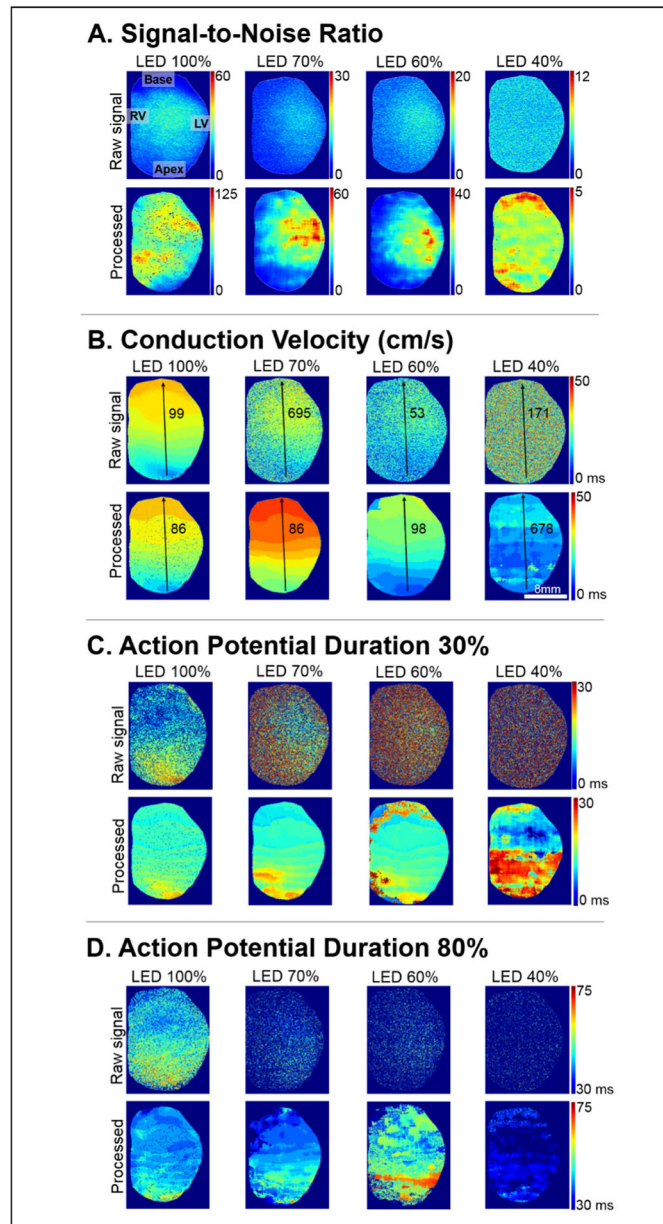 A. Signal-to-Noise Ratio
LED 100% LED 70% LED 60% LED 40%
Raw signal
Base
RV
LV
Apex
60
0
30
0
20
0
12
0
Processed
125
0
60
0
40
0
5
0
B. Conduction Velocity (cm/s)
LED 100% LED 70% LED 60% LED 40%
Raw signal
99
695
53
171
50
0 ms
Processed
86
86
98
678
8mm
50
0 ms
C. Action Potential Duration 30%
LED 100% LED 70% LED 60% LED 40%
Raw signal
30
0 ms
Processed
30
0 ms
D. Action Potential Duration 80%
LED 100% LED 70% LED 60% LED 40%
Raw signal
75
30 ms
Processed
75
30 ms